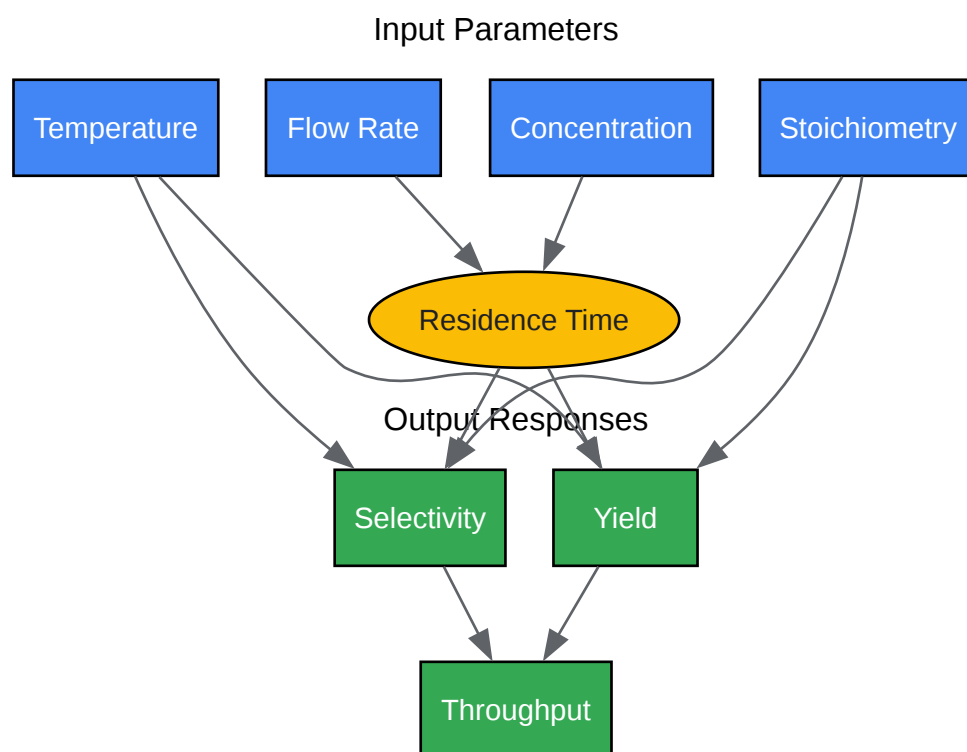 Input Parameters
Temperature
Flow Rate
Concentration
Stoichiometry
Residence Time
Output Responses
Selectivity
Yield
Throughput